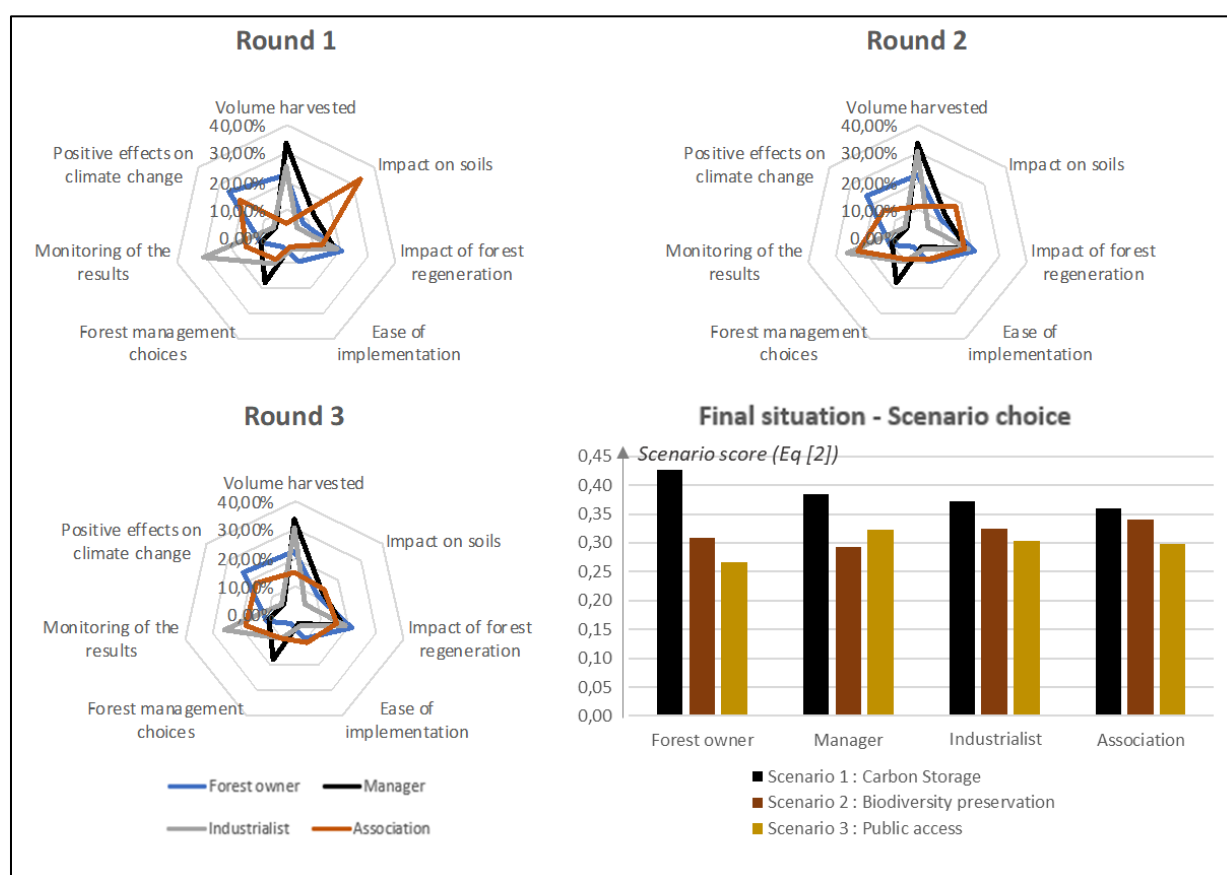 Round 1
Volume harvested
40,00%
30,00%
20,00%
10,00%
0,00%
Positive effects on
climate change
Impact on soils
Monitoring of the
results
Impact of forest
regeneration
Forest management
choices
Ease of
implementation
Round 2
Volume harvested
40,00%
30,00%
20,00%
10,00%
0,00%
Positive effects on
climate change
Impact on soils
Monitoring of the
results
Impact of forest
regeneration
Forest management
choices
Ease of
implementation
Round 3
Volume harvested
40,00%
30,00%
20,00%
10,00%
0,00%
Positive effects on
climate change
Impact on soils
Monitoring of the
results
Impact of forest
regeneration
Forest management
choices
Ease of
implementation
Forest owner
Manager
Industrialist
Association
Final situation - Scenario choice
Scenario score (Eq [2])
0,45
0,40
0,35
0,30
0,25
0,20
0,15
0,10
0,05
0,00
Forest owner
Manager
Industrialist
Association
Scenario 1 : Carbon Storage
Scenario 2 : Biodiversity preservation
Scenario 3 : Public access